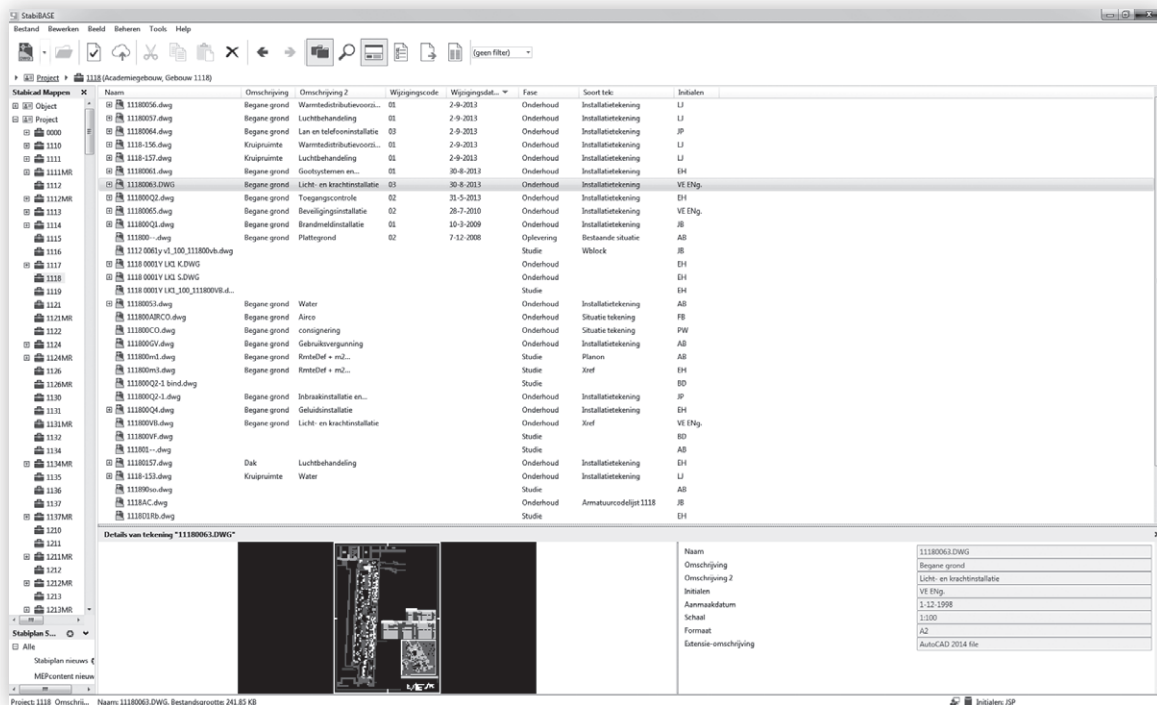 StabiBASE
Bestand Bewerken Beeld Beheren Tools Help
(geen filter)
Project 1118 (Academiegebouw, Gebouw 1118)
Stabicad Mappen
Object
Project
0000
1110
1111
1111MR
1112
1112MR
1113
1114
1115
1116
1117
1118
1119
1121
1121MR
1122
1124
1124MR
1126
1126MR
1130
1131
1131MR
1132
1134
1134MR
1135
1136
1137
1137MR
1210
1211
1211MR
1212
1212MR
1213
1213MR
Stabiplan S...
Alle
Stabiplan nieuws
MEPcontent nieuw
Naam Omschrijving Omschrijving 2 Wijzigingscode Wijzigingsdat... Fase Soort tek: Initialen
11180056.dwg Begane grond Warmtedistributievoorzi... 01 2-9-2013 Onderhoud Installatietekening LJ
11180057.dwg Begane grond Luchtbehandeling 01 2-9-2013 Onderhoud Installatietekening LJ
11180064.dwg Begane grond Lan en telefooninstallatie 03 2-9-2013 Onderhoud Installatietekening JP
1118-156.dwg Kruipruimte Warmtedistributievoorzi... 01 2-9-2013 Onderhoud Installatietekening LJ
1118-157.dwg Kruipruimte Luchtbehandeling 01 2-9-2013 Onderhoud Installatietekening LJ
11180061.dwg Begane grond Gootsystemen en... 01 30-8-2013 Onderhoud Installatietekening EH
11180063.DWG Begane grond Licht- en krachtinstallatie 03 30-8-2013 Onderhoud Installatietekening VE ENg.
111800Q2.dwg Begane grond Toegangscontrole 02 31-5-2013 Onderhoud Installatietekening EH
11180065.dwg Begane grond Beveiligingsinstallatie 02 28-7-2010 Onderhoud Installatietekening VE ENg.
111800Q1.dwg Begane grond Brandmeldinstallatie 01 10-3-2009 Onderhoud Installatietekening JB
111800--.dwg Begane grond Plattegrond 02 7-12-2008 Oplevering Bestaande situatie AB
1112 0061y v1_100_111800vb.dwg Studie Wblock JB
1118 0001Y LK1 K.DWG Onderhoud EH
1118 0001Y LK1 S.DWG Onderhoud EH
1118 0001Y LK1_100_111800VB.d... Studie EH
11180053.dwg Begane grond Water Onderhoud Installatietekening AB
111800AIRCO.dwg Begane grond Airco Onderhoud Situatie tekening FB
111800CO.dwg Begane grond consignering Onderhoud Situatie tekening PW
111800GV.dwg Begane grond Gebruiksvergunning Onderhoud Installatietekening AB
111800m1.dwg Begane grond RmteDef + m2... Studie Planon AB
111800m3.dwg Begane grond RmteDef + m2... Studie Xref EH
111800Q2-1 bind.dwg Studie BD
111800Q2-1.dwg Begane grond Inbraakinstallatie en... Onderhoud Installatietekening JP
111800Q4.dwg Begane grond Geluidsinstallatie Onderhoud Installatietekening EH
111800VB.dwg Begane grond Licht- en krachtinstallatie Onderhoud Xref VE ENg.
111800VF.dwg Studie BD
111801--.dwg Studie AB
11180157.dwg Dak Luchtbehandeling Onderhoud Installatietekening EH
1118-153.dwg Kruipruimte Water Onderhoud Installatietekening LJ
111890so.dwg Studie AB
1118AC.dwg Onderhoud Armatuurcodelijst 1118 JB
1118D1Rb.dwg Studie EH
Details van tekening "11180063.DWG"
Naam 11180063.DWG
Omschrijving Begane grond
Omschrijving 2 Licht- en krachtinstallatie
Initialen VE ENg.
Aanmaakdatum 1-12-1998
Schaal 1:100
Formaat A2
Extensie-omschrijving AutoCAD 2014 file
Project: 1118 Omschrij... Naam: 11180063.DWG, Bestandsgrootte: 241.85 KB Initialen: JSP